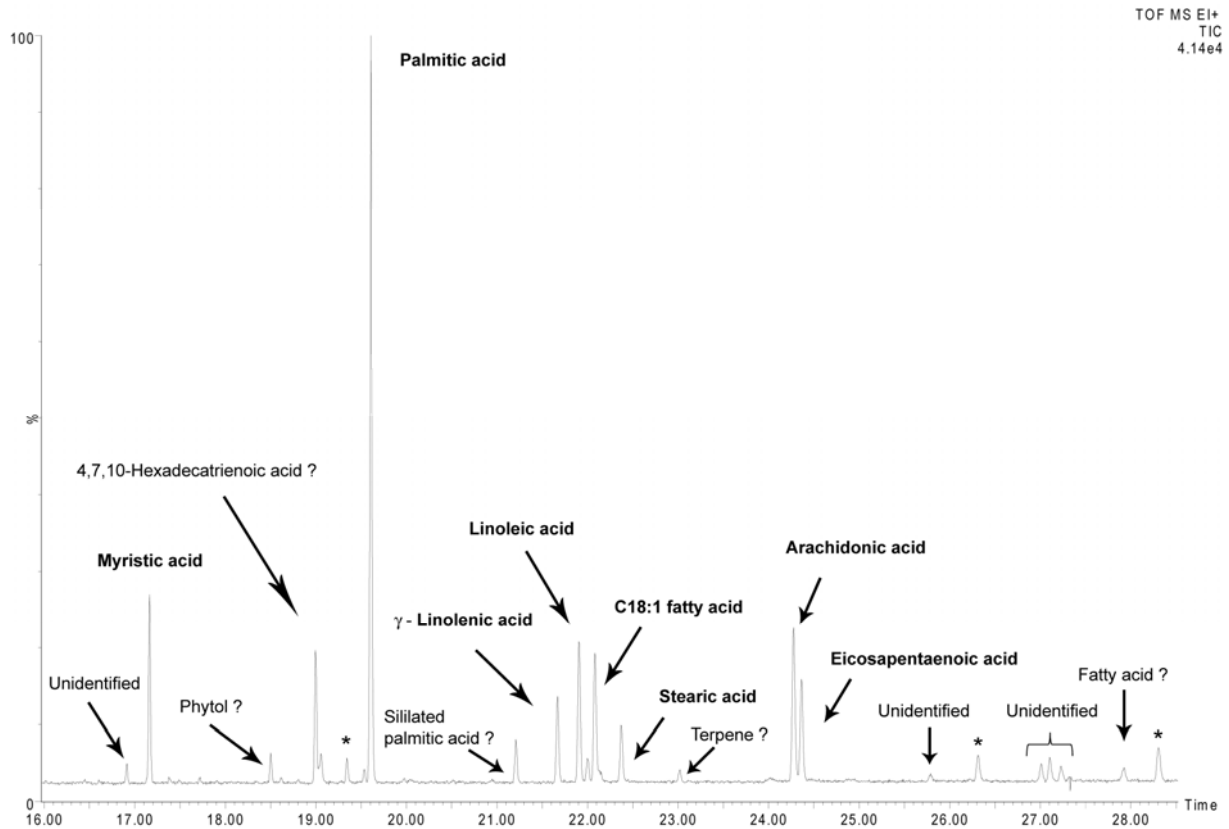 TOF MS EI+
TIC
4.14e4
100
Palmitic acid
%
4,7,10-Hexadecatrienoic acid ?
Linoleic acid
Myristic acid
Arachidonic acid
C18:1 fatty acid
γ - Linolenic acid
Eicosapentaenoic acid
Unidentified
Phytol ?
*
Stearic acid
Fatty acid ?
Sililated
palmitic acid ?
Terpene ?
Unidentified
*
Unidentified
*
0
Time
16.00 17.00 18.00 19.00 20.00 21.00 22.00 23.00 24.00 25.00 26.00 27.00 28.00